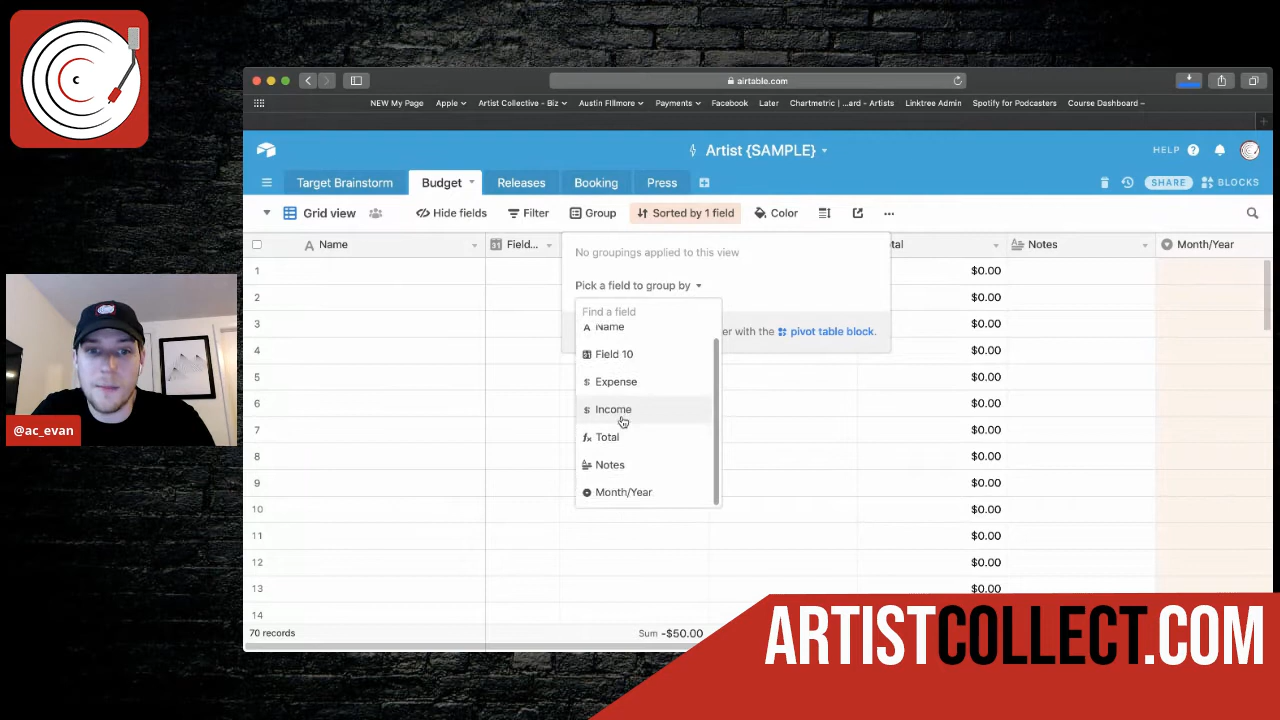 airtable.com
NEW My Page Apple Artist Collective - Biz Austin Fillmore Payments Facebook Later Chartmetric | ...ard - Artists Linktree Admin Spotify for Podcasters Course Dashboard –
Artist {SAMPLE}
HELP
Target Brainstorm Budget Releases Booking Press
SHARE BLOCKS
Grid view Hide fields Filter Group Sorted by 1 field Color
Name Field... tal Notes Month/Year
No groupings applied to this view
Pick a field to group by
Find a field
Name
Field 10
Expense
Income
Total
Notes
Month/Year
er with the pivot table block.
1 $0.00
2 $0.00
3 $0.00
4 $0.00
5 $0.00
6 $0.00
7 $0.00
8 $0.00
9 $0.00
10 $0.00
11 $0.00
12 $0.00
13 $0.00
14
70 records Sum -$50.00
@ac_evan
ARTISTCOLLECT.COM